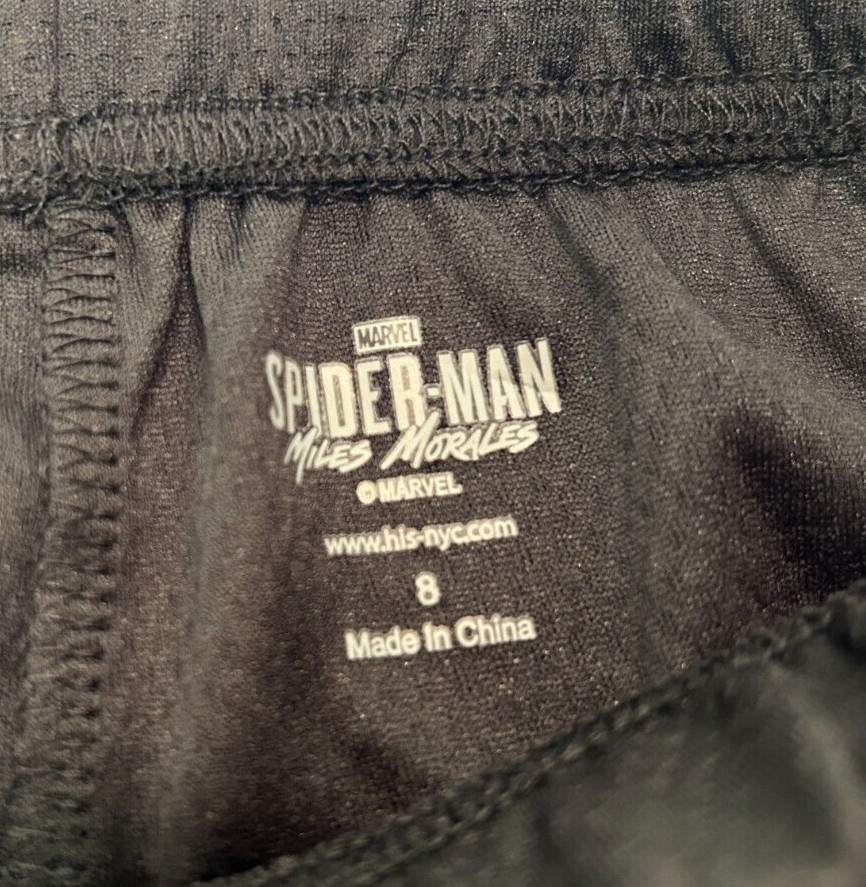 MARVEL
SPIDER-MAN
MILES MORALES
© MARVEL
www.his-nyc.com
8
Made In China